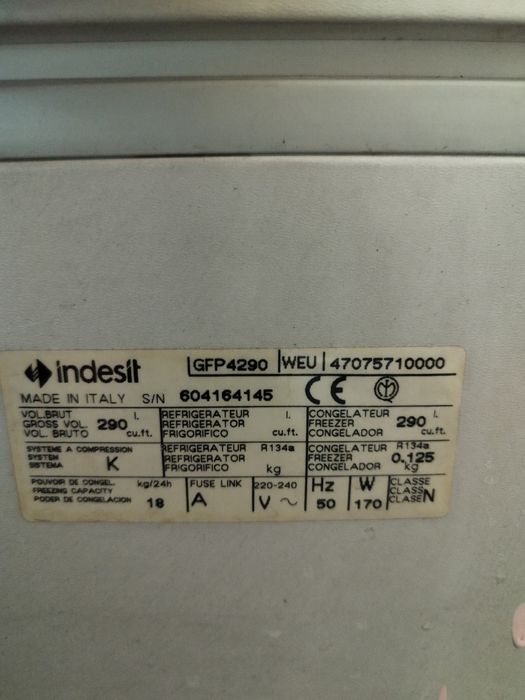 indesit GFP4290 WEU 47075710000
MADE IN ITALY S/N 604164145 CE
VOL.BRUT l. REFRIGERATEUR l. CONGELATEUR l.
GROSS VOL. 290 REFRIGERATOR FREEZER 290
VOL. BRUTO cu.ft. FRIGORIFICO cu.ft. CONGELADOR cu.ft.
SYSTEME A COMPRESSION REFRIGERATEUR R134a CONGELATEUR R134a
SYSTEM K REFRIGERATOR FREEZER 0.125
SISTEMA FRIGORIFICO kg CONGELADOR kg
POUVOIR DE CONGEL. kg/24h FUSE LINK 220-240 Hz W CLASSE
FREEZING CAPACITY A CLASS N
PODER DE CONGELACION 18 V ~ 50 170 CLASE